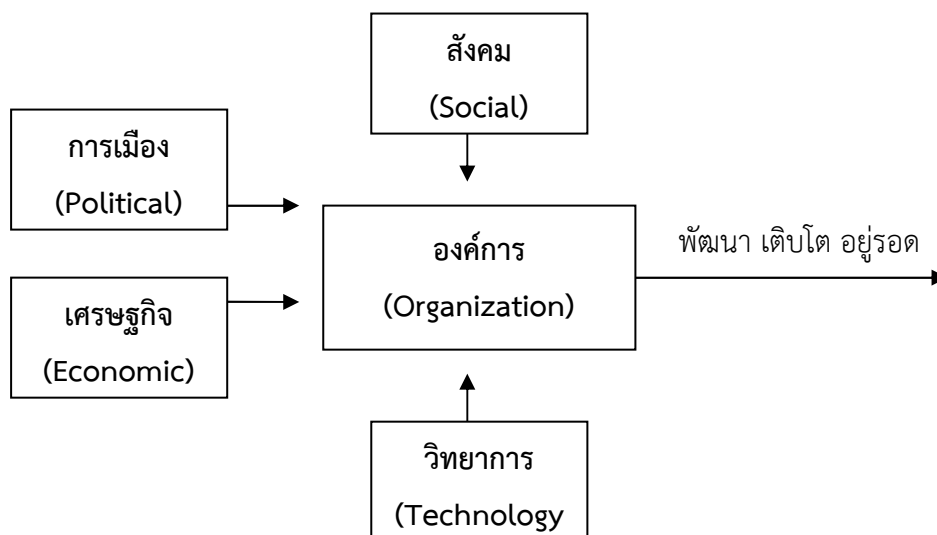 สังคม
(Social)
การเมือง
(Political)
องค์การ
(Organization)
พัฒนา เติบโต อยู่รอด
เศรษฐกิจ
(Economic)
วิทยาการ
(Technology